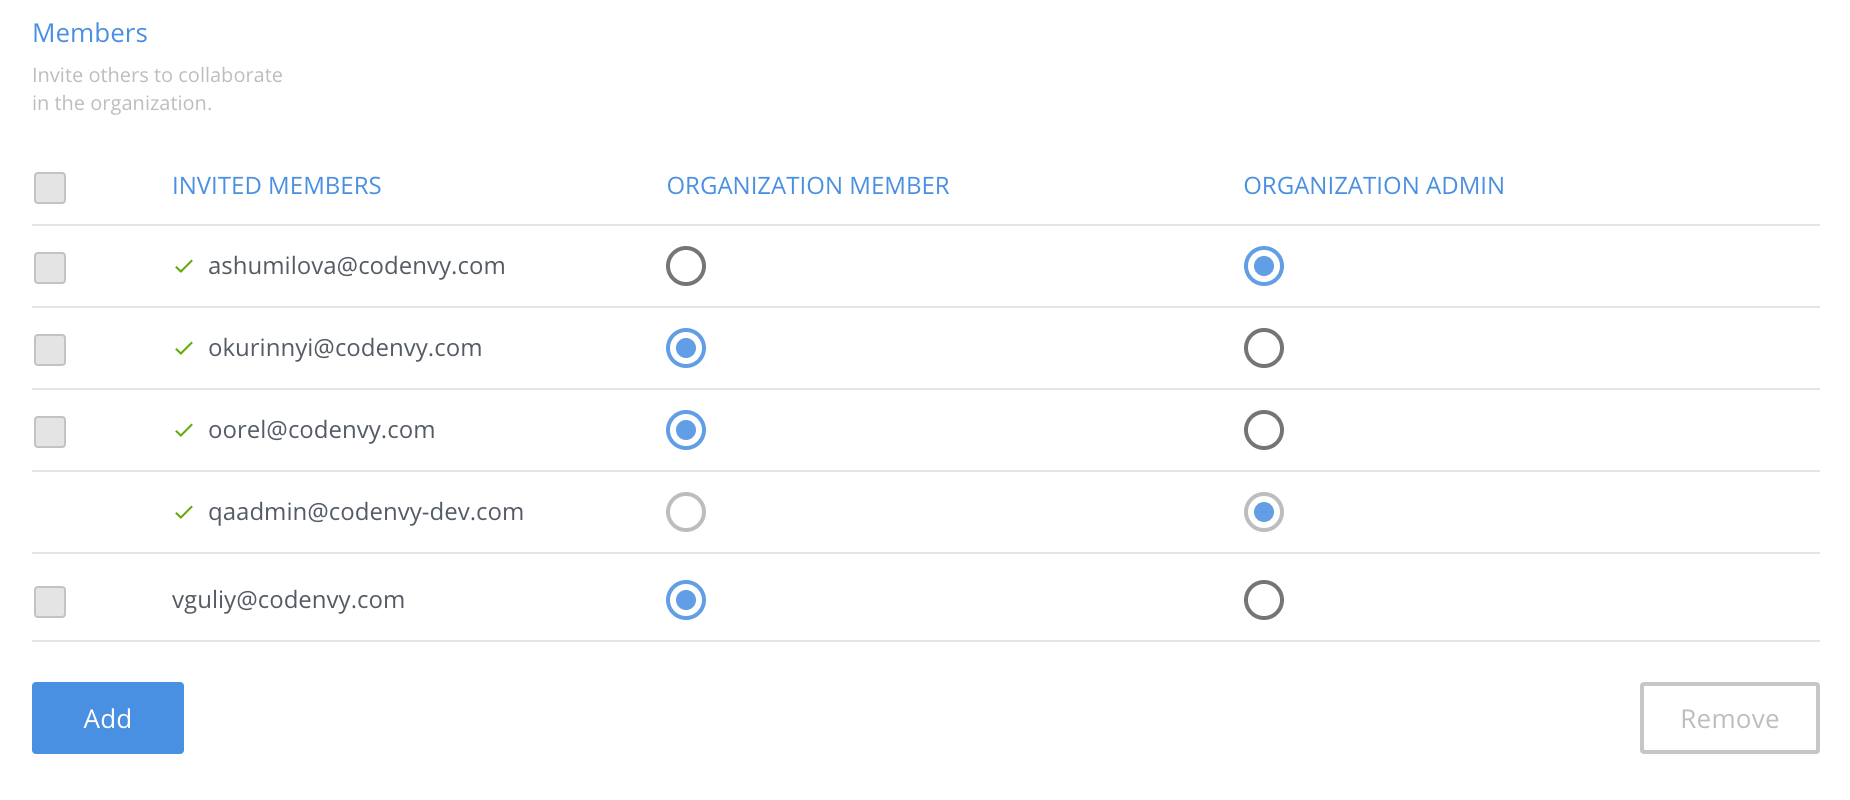 Members
Invite others to collaborate
in the organization.
INVITED MEMBERS ORGANIZATION MEMBER ORGANIZATION ADMIN
ashumilova@codenvy.com
okurinnyi@codenvy.com
oorel@codenvy.com
qaadmin@codenvy-dev.com
vguliy@codenvy.com
Add Remove